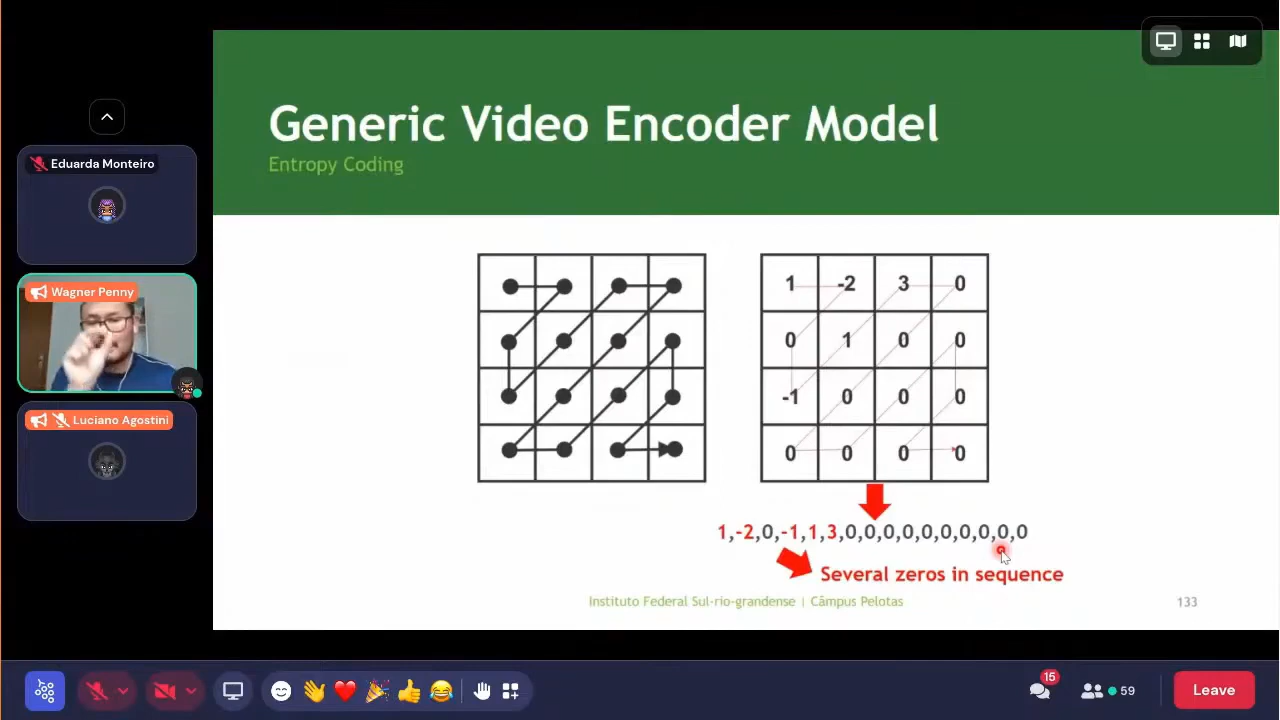 Generic Video Encoder Model
Entropy Coding
Eduarda Monteiro
Wagner Penny
Luciano Agostini
1 -2 3 0
0 1 0 0
-1 0 0 0
0 0 0 0
1,-2,0,-1,1,3,0,0,0,0,0,0,0,0,0,0
Several zeros in sequence
Instituto Federal Sul-rio-grandense | Câmpus Pelotas
133
15
59
Leave